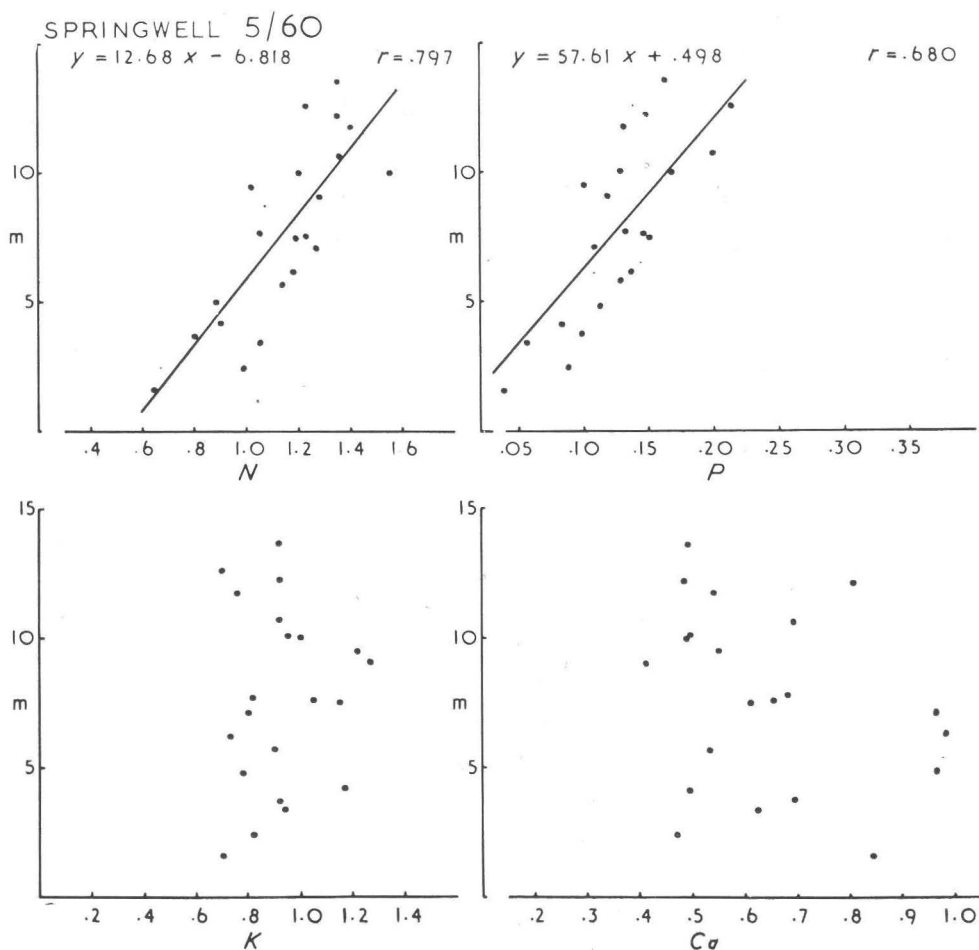 SPRINGWELL 5/60
y = 12.68 x − 6.818 r = .797
10
m
5
.4 .6 .8 1.0 1.2 1.4 1.6
N
y = 57.61 x + .498 r = .680
10
m
5
.05 .10 .15 .20 .25 .30 .35
P
15
10
m
5
.2 .4 .6 .8 1.0 1.2 1.4
K
15
10
m
5
.2 .3 .4 .5 .6 .7 .8 .9 1.0
Ca